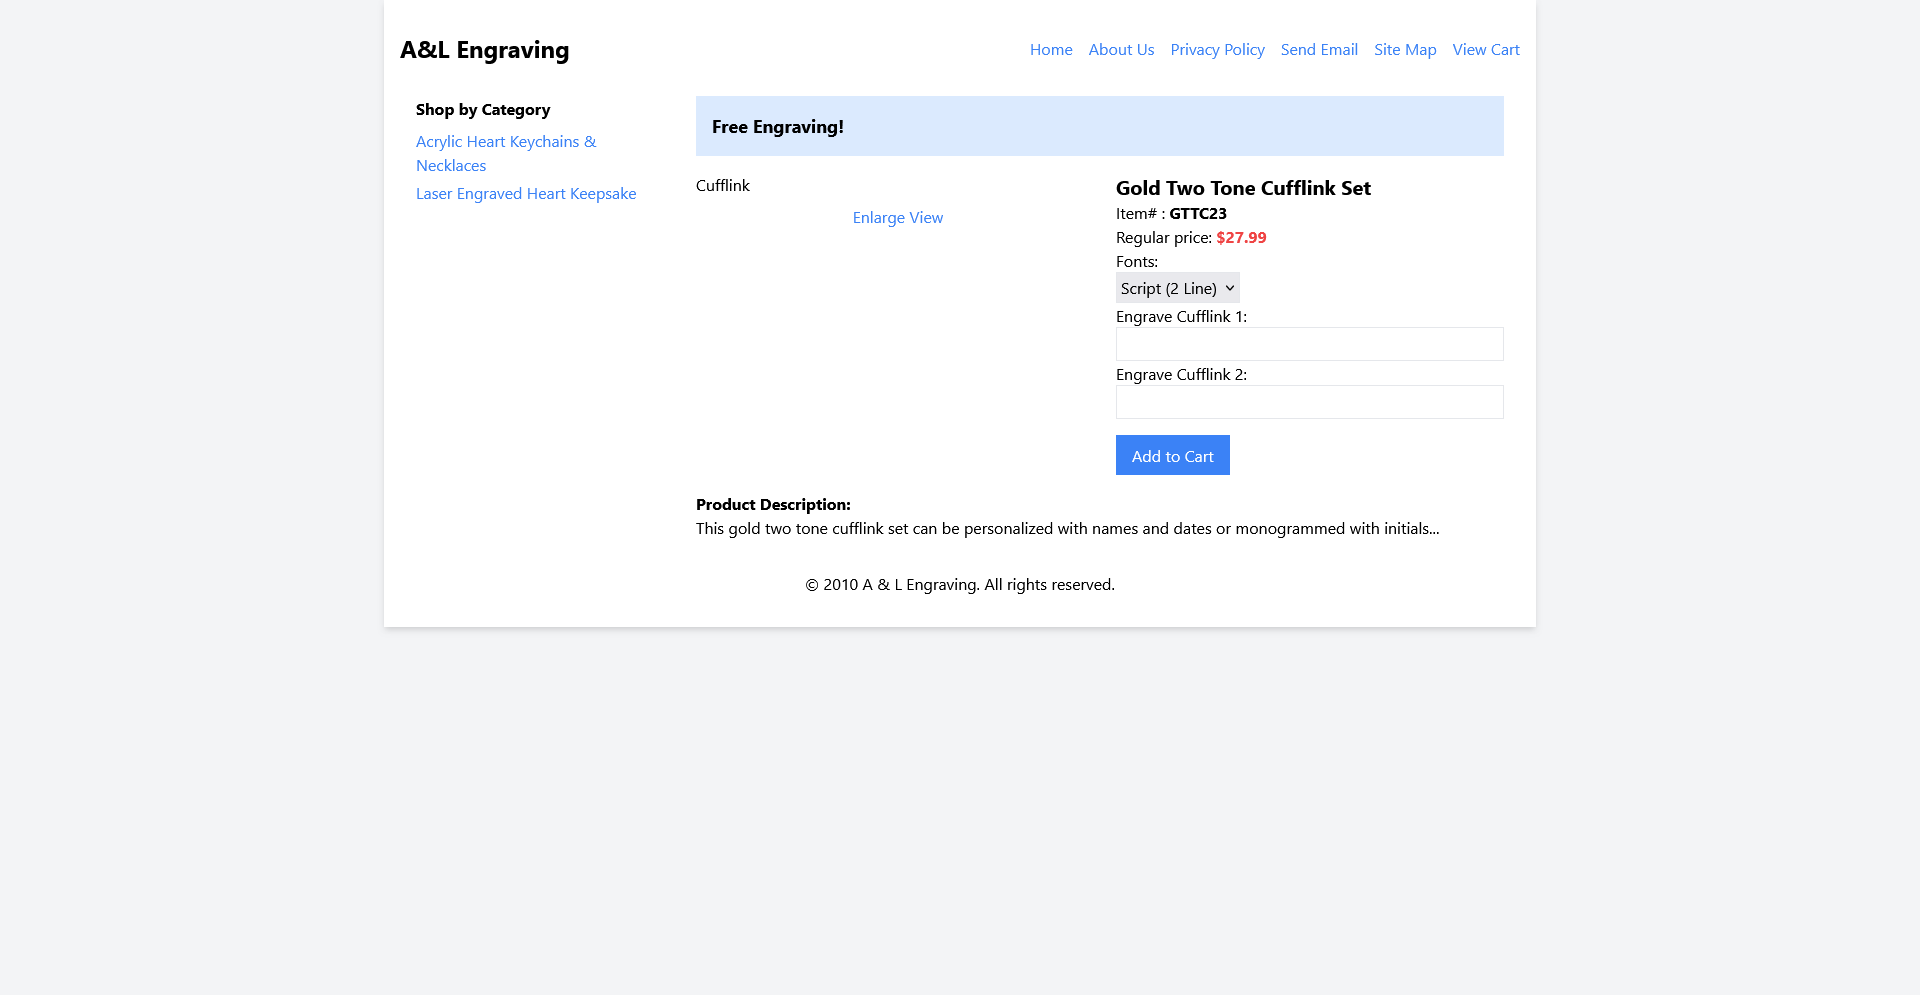 A&L Engraving
Home About Us Privacy Policy Send Email Site Map View Cart
Shop by Category
Acrylic Heart Keychains &
Necklaces
Laser Engraved Heart Keepsake
Free Engraving!
Cufflink
Enlarge View
Gold Two Tone Cufflink Set
Item# : GTTC23
Regular price: $27.99
Fonts:
Script (2 Line)
Engrave Cufflink 1:
Engrave Cufflink 2:
Add to Cart
Product Description:
This gold two tone cufflink set can be personalized with names and dates or monogrammed with initials...
© 2010 A & L Engraving. All rights reserved.